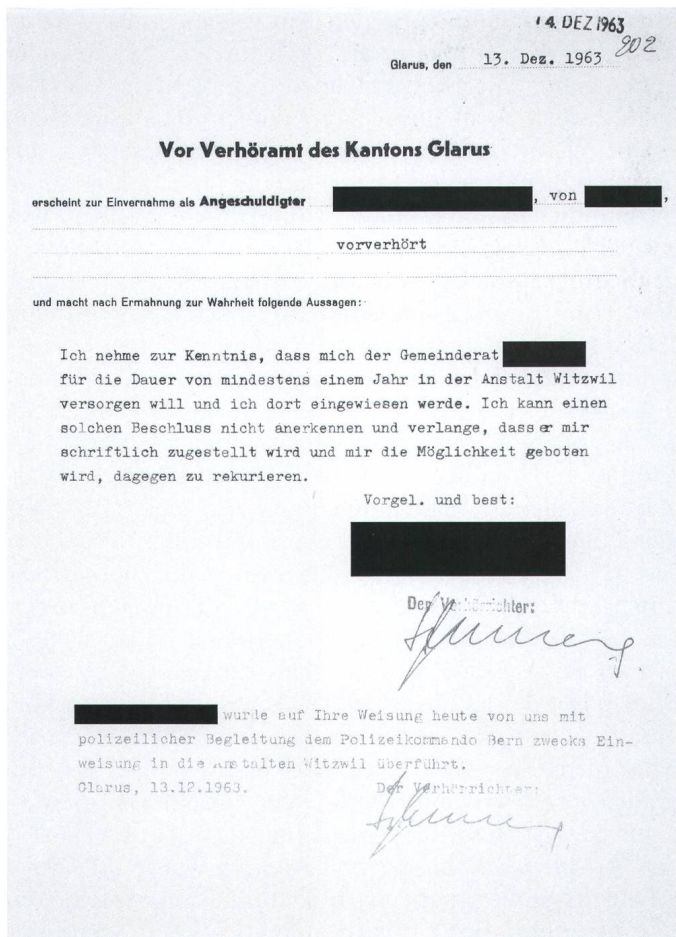 14. DEZ 1963
202
Glarus, den 13. Dez. 1963
Vor Verhöramt des Kantons Glarus
erscheint zur Einvernahme als Angeschuldigter , von ,
vorverhört
und macht nach Ermahnung zur Wahrheit folgende Aussagen:
Ich nehme zur Kenntnis, dass mich der Gemeinderat
für die Dauer von mindestens einem Jahr in der Anstalt Witzwil
versorgen will und ich dort eingewiesen werde. Ich kann einen
solchen Beschluss nicht anerkennen und verlange, dass er mir
schriftlich zugestellt wird und mir die Möglichkeit geboten
wird, dagegen zu rekurieren.
Vorgel. und best:
Der Verhörrichter:
wurde auf Ihre Weisung heute von uns mit
polizeilicher Begleitung dem Polizeikommando Bern zwecks Ein-
weisung in die Anstalten Witzwil überführt.
Glarus, 13.12.1963. Der Verhörrichter: